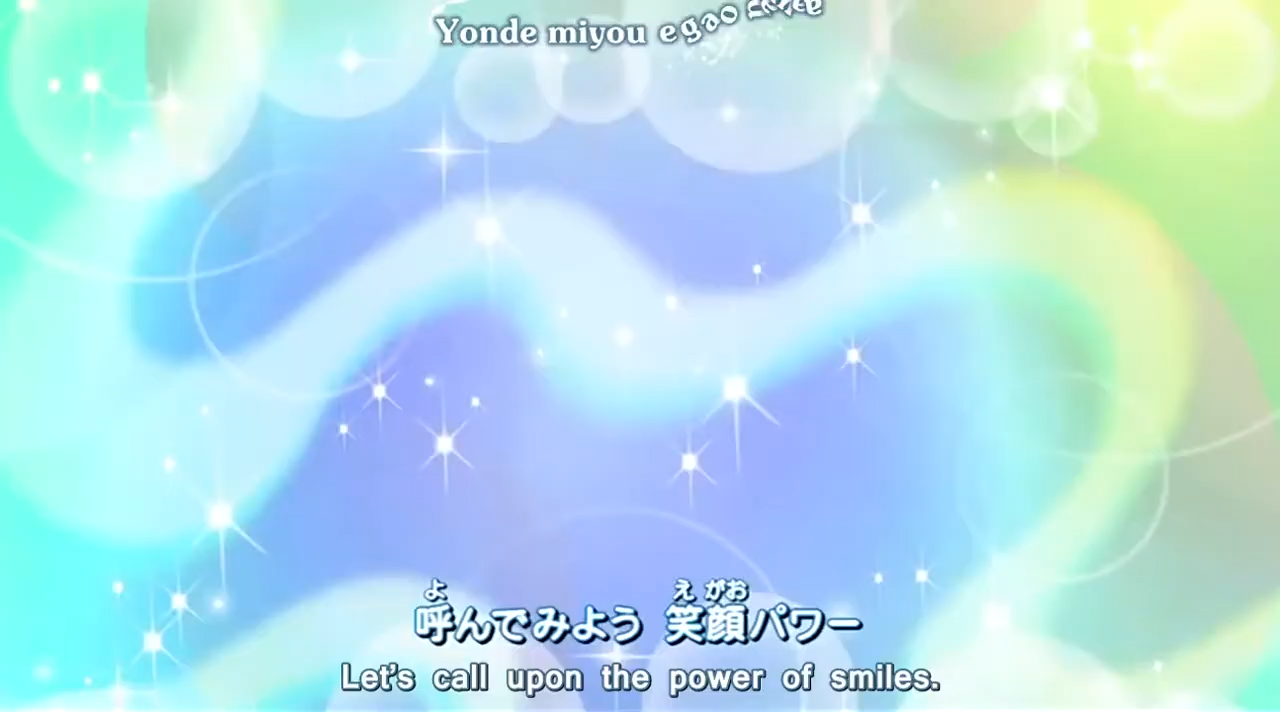 Yonde miyou egao
よ え がお
呼んでみよう 笑顔パワー
Let's call upon the power of smiles.